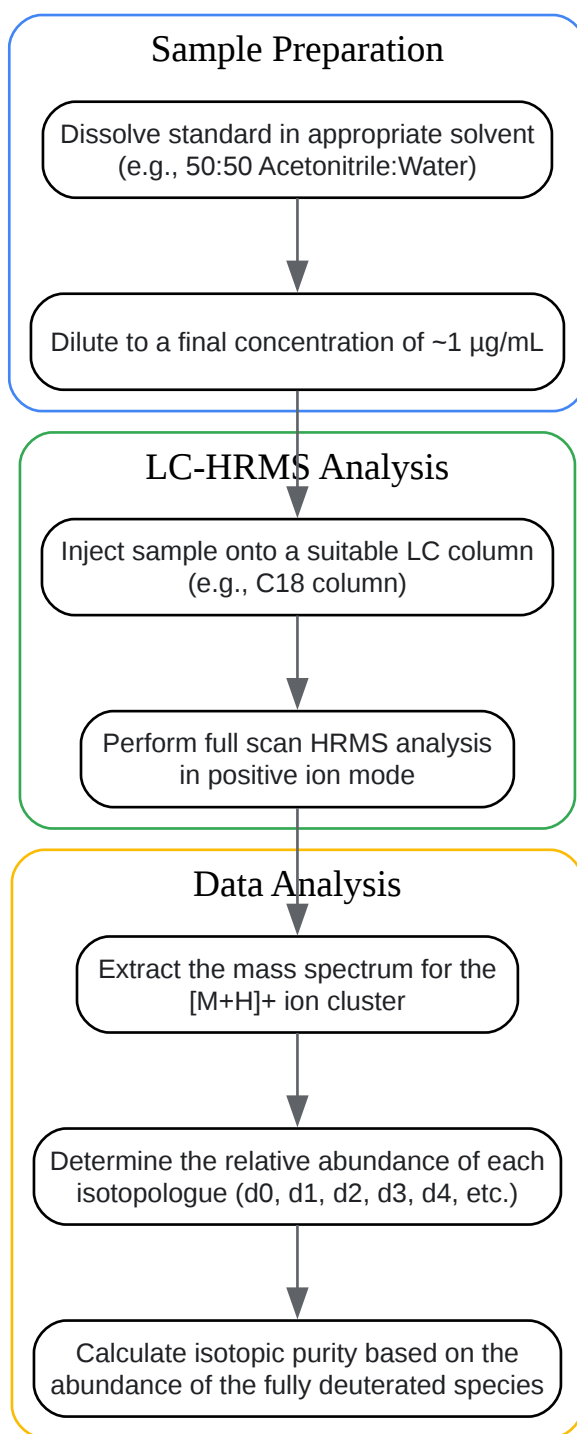 Sample Preparation
Dissolve standard in appropriate solvent
(e.g., 50:50 Acetonitrile:Water)
Dilute to a final concentration of ~1 µg/mL
LC-HRMS Analysis
Inject sample onto a suitable LC column
(e.g., C18 column)
Perform full scan HRMS analysis
in positive ion mode
Data Analysis
Extract the mass spectrum for the
[M+H]+ ion cluster
Determine the relative abundance of each
isotopologue (d0, d1, d2, d3, d4, etc.)
Calculate isotopic purity based on the
abundance of the fully deuterated species